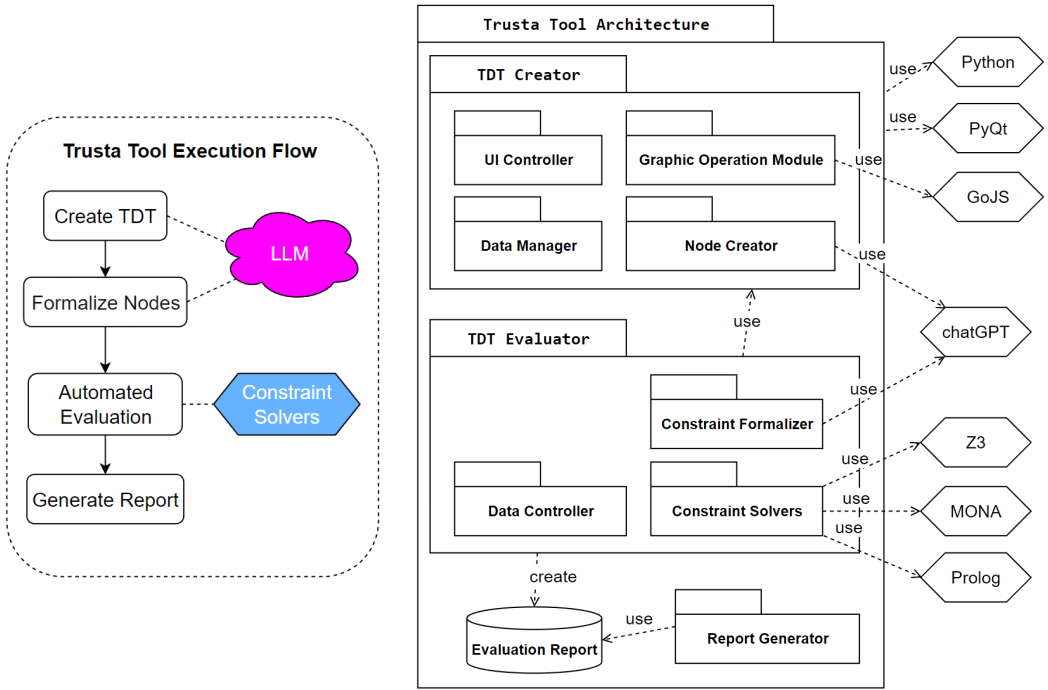 Trusta Tool Execution Flow
Create TDT
LLM
Formalize Nodes
Automated
Evaluation
Constraint
Solvers
Generate Report
Trusta Tool Architecture
TDT Creator
UI Controller
Graphic Operation Module
Data Manager
Node Creator
use
Python
use
PyQt
use
GoJS
use
chatGPT
use
TDT Evaluator
Constraint Formalizer
use
Data Controller
Constraint Solvers
use
Z3
use
MONA
use
Prolog
create
Evaluation Report
use
Report Generator